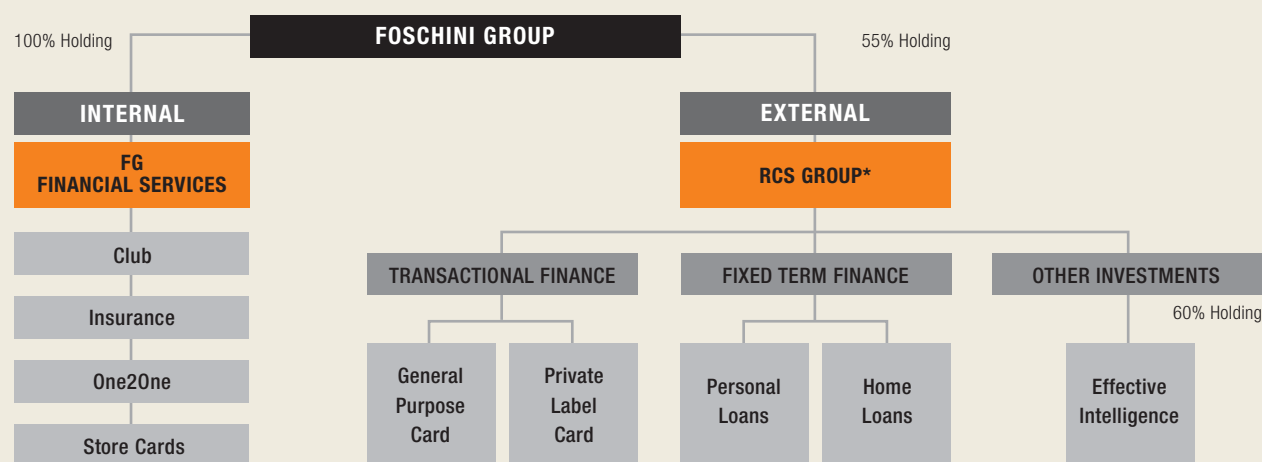 100% Holding
FOSCHINI GROUP
55% Holding
INTERNAL
FG
FINANCIAL SERVICES
Club
Insurance
One2One
Store Cards
EXTERNAL
RCS GROUP*
TRANSACTIONAL FINANCE
General
Purpose
Card
Private
Label
Card
FIXED TERM FINANCE
Personal
Loans
Home
Loans
OTHER INVESTMENTS
60% Holding
Effective
Intelligence